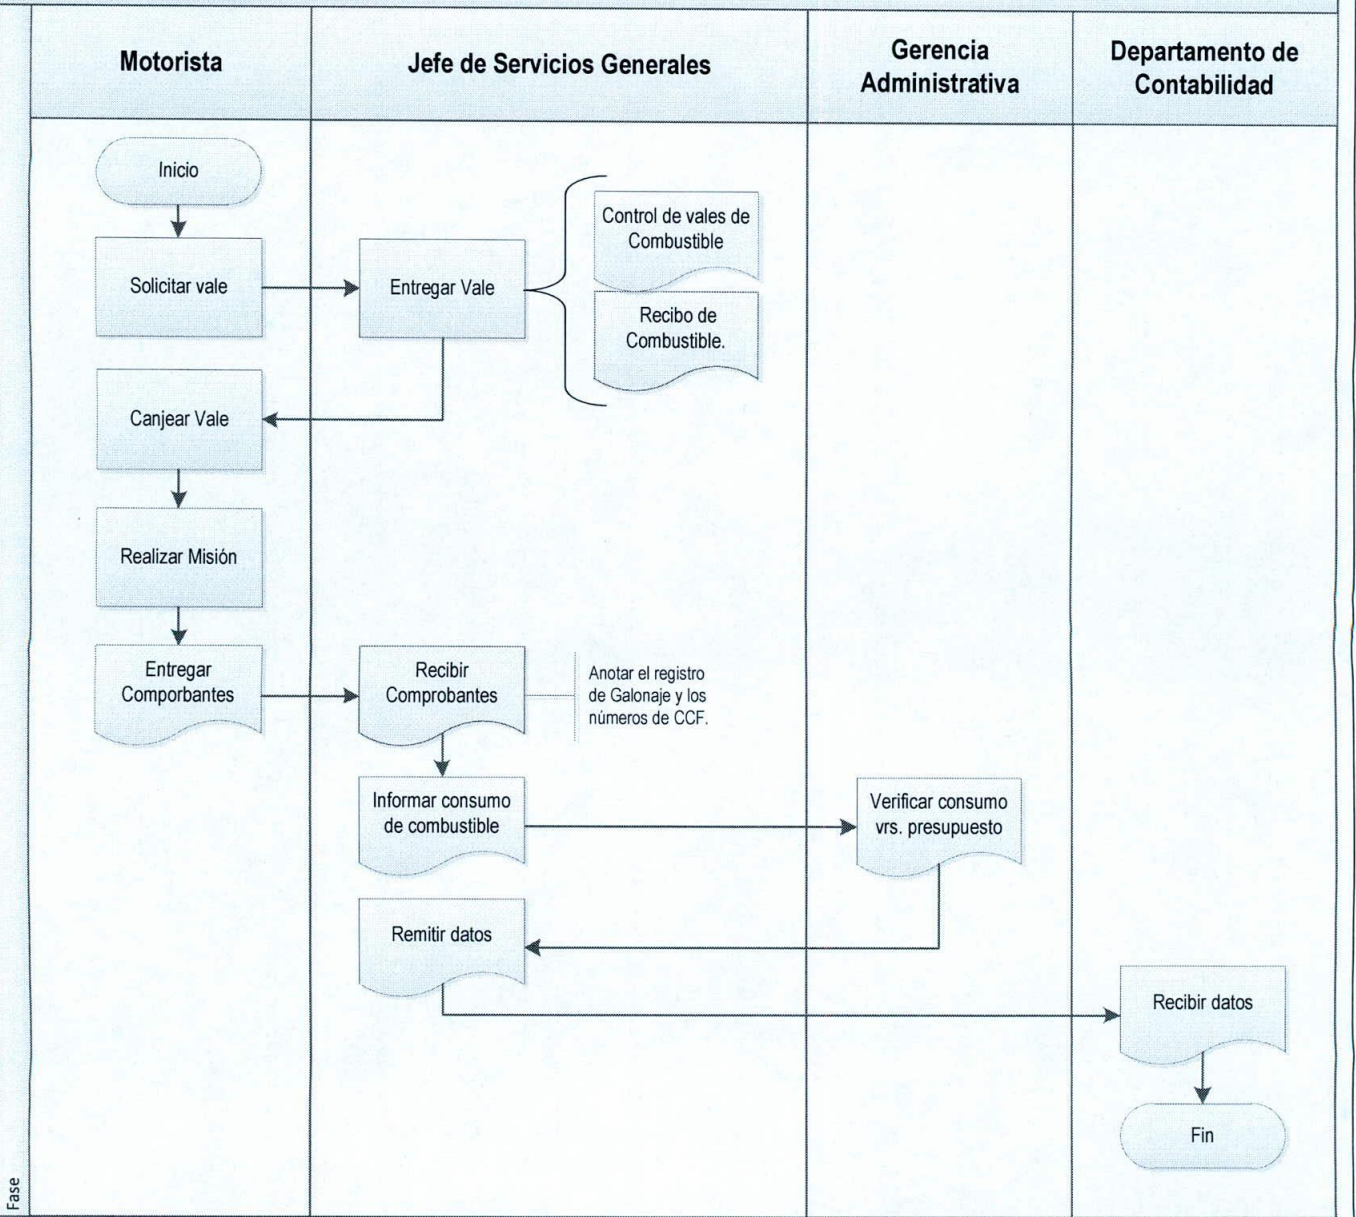 Motorista
Jefe de Servicios Generales
Gerencia
Administrativa
Departamento de
Contabilidad
Inicio
Solicitar vale
Entregar Vale
Control de vales de
Combustible
Recibo de
Combustible.
Canjear Vale
Realizar Misión
Entregar
Comporbantes
Recibir
Comprobantes
Anotar el registro
de Galonaje y los
números de CCF.
Informar consumo
de combustible
Verificar consumo
vrs. presupuesto
Remitir datos
Recibir datos
Fin
Fase